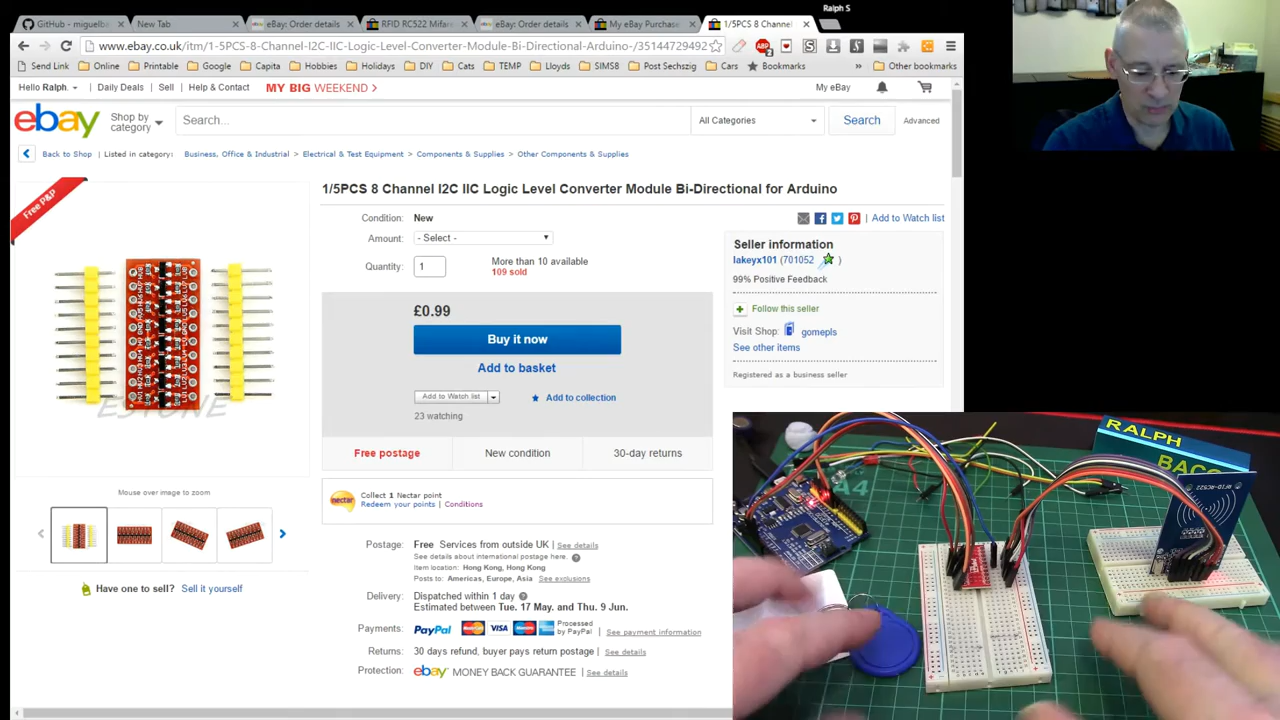 Ralph S
GitHub - miguelb
New Tab
eBay: Order details
RFID RC522 Mifare
eBay: Order details
My eBay Purchase
1/5PCS 8 Channel
www.ebay.co.uk/itm/1-5PCS-8-Channel-I2C-IIC-Logic-Level-Converter-Module-Bi-Directional-Arduino-/35144729492
Send Link Online Printable Google Capita Hobbies Holidays DIY Cats TEMP Lloyds SIMS8 Post Sechszig Cars Bookmarks » Other bookmarks
Hello Ralph. Daily Deals Sell Help & Contact MY BIG WEEKEND > My eBay
ebay Shop by category Search... All Categories Search Advanced
Back to Shop Listed in category: Business, Office & Industrial > Electrical & Test Equipment > Components & Supplies > Other Components & Supplies
Free P&P
1/5PCS 8 Channel I2C IIC Logic Level Converter Module Bi-Directional for Arduino
Condition: New
Add to Watch list
Amount: - Select -
Quantity: 1
More than 10 available
109 sold
£0.99
Buy it now
Add to basket
Add to Watch list
Add to collection
23 watching
Free postage New condition 30-day returns
Seller information
lakeyx101 (701052 )
99% Positive Feedback
Follow this seller
Visit Shop: gomepls
See other items
Registered as a business seller
ESTONE
Mouse over image to zoom
Have one to sell? Sell it yourself
nectar
Collect 1 Nectar point
Redeem your points | Conditions
Postage: Free Services from outside UK | See details
See details about international postage here.
Item location: Hong Kong, Hong Kong
Posts to: Americas, Europe, Asia See exclusions
Delivery: Dispatched within 1 day
Estimated between Tue. 17 May. and Thu. 9 Jun.
Payments: PayPal VISA Processed by PayPal | See payment information
Returns: 30 days refund, buyer pays return postage | See details
Protection: ebay MONEY BACK GUARANTEE | See details
A4
RALPH
BACO
RFID-RC522